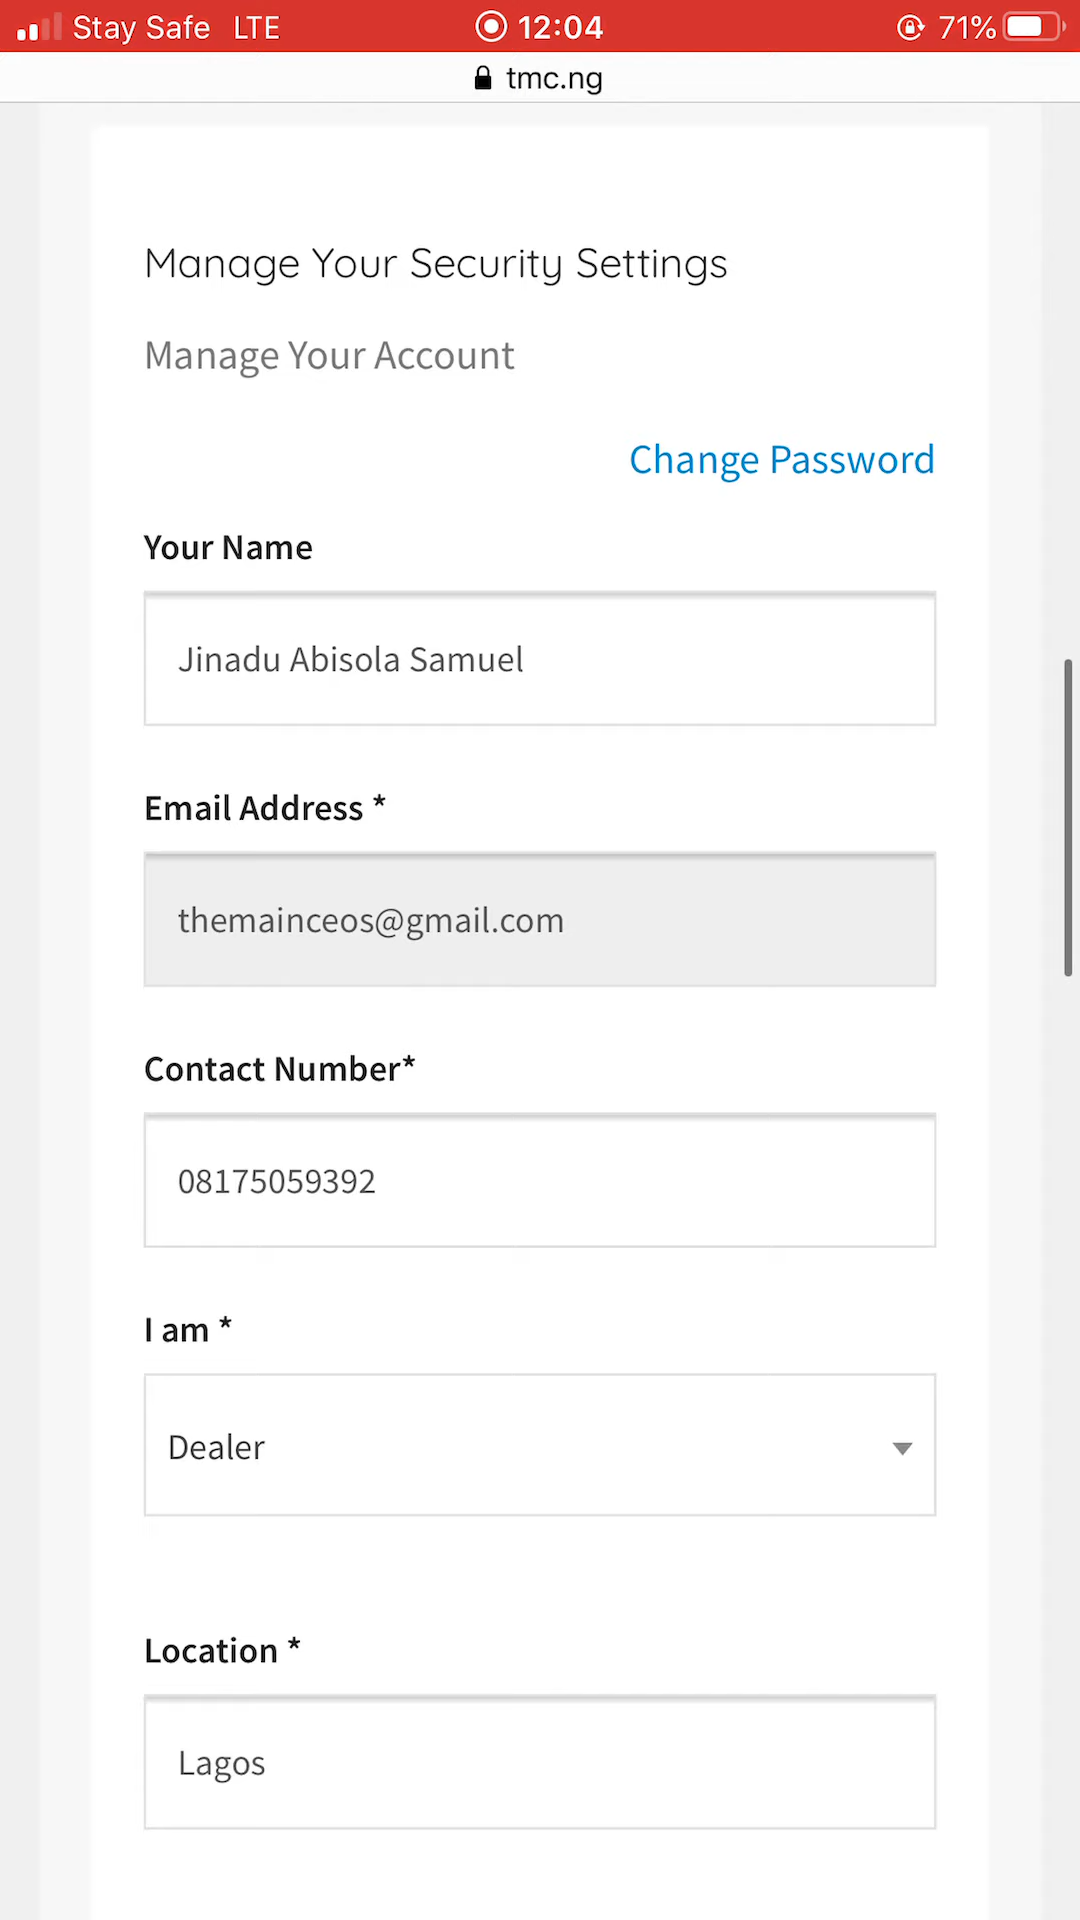 Stay Safe LTE 12:04 71%
tmc.ng
Manage Your Security Settings
Manage Your Account
Change Password
Your Name
Jinadu Abisola Samuel
Email Address *
themainceos@gmail.com
Contact Number*
08175059392
I am *
Dealer
Location *
Lagos